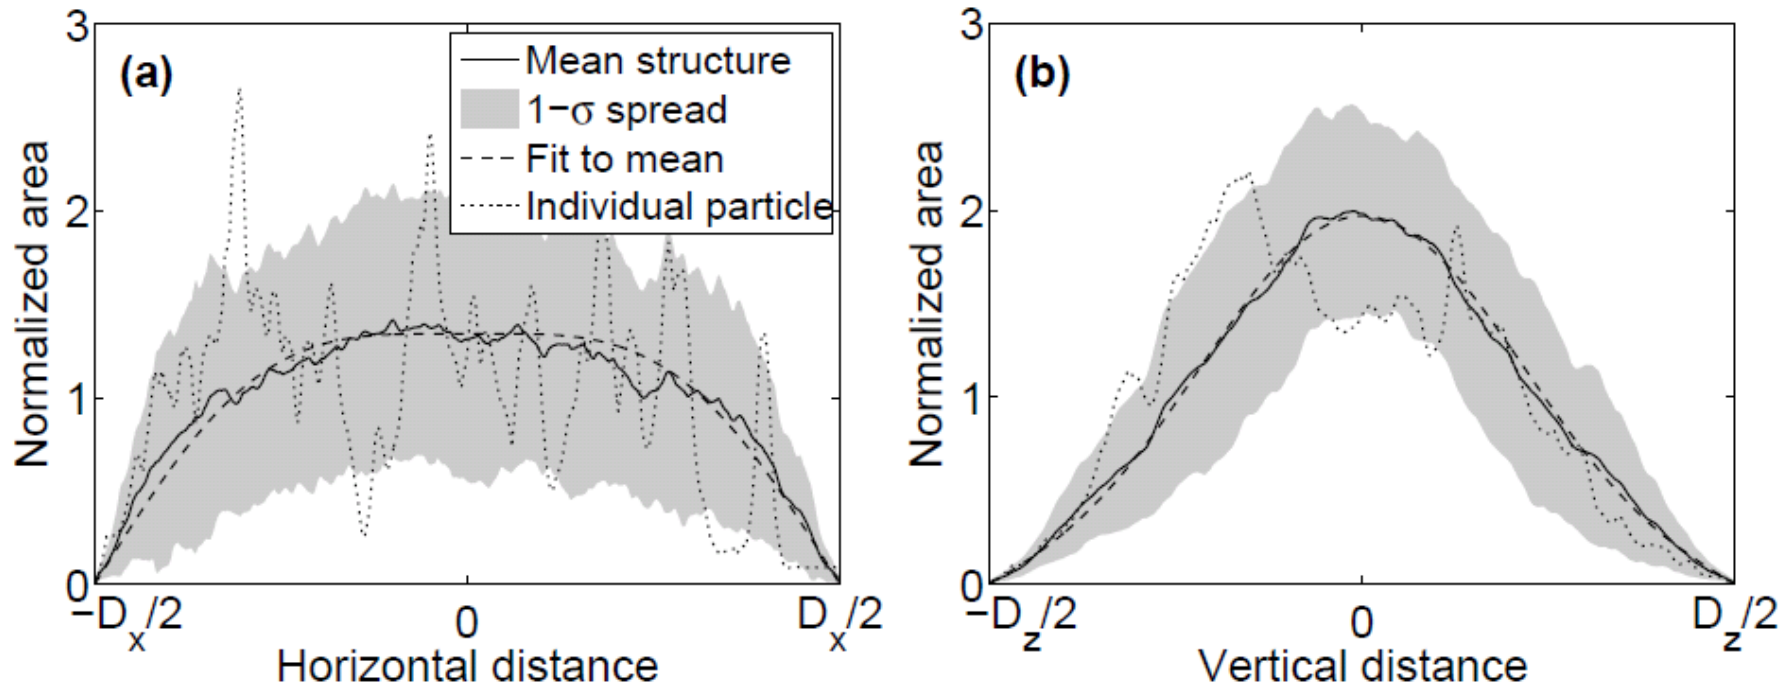 (a)
Mean structure
1−σ spread
Fit to mean
Individual particle
Normalized area
3
2
1
0
−Dx/2
0
Dx/2
Horizontal distance
(b)
Normalized area
3
2
1
0
−Dz/2
0
Dz/2
Vertical distance